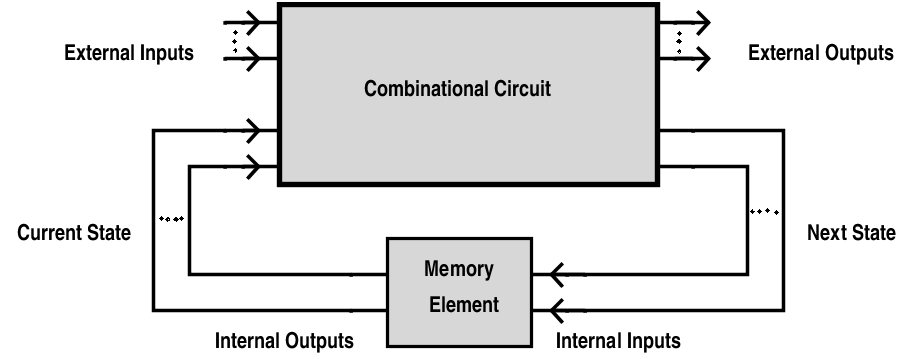 External Inputs
External Outputs
Combinational Circuit
Current State
Next State
Memory
Element
Internal Outputs
Internal Inputs